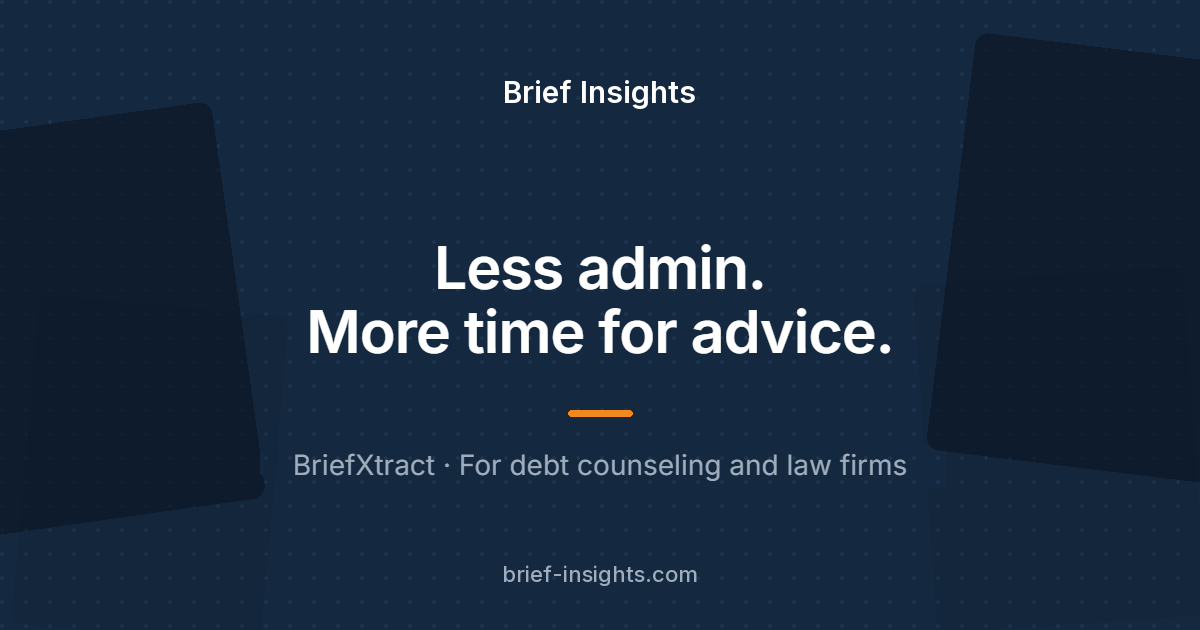 Brief Insights
Less admin.
More time for advice.
BriefXtract · For debt counseling and law firms
brief-insights.com